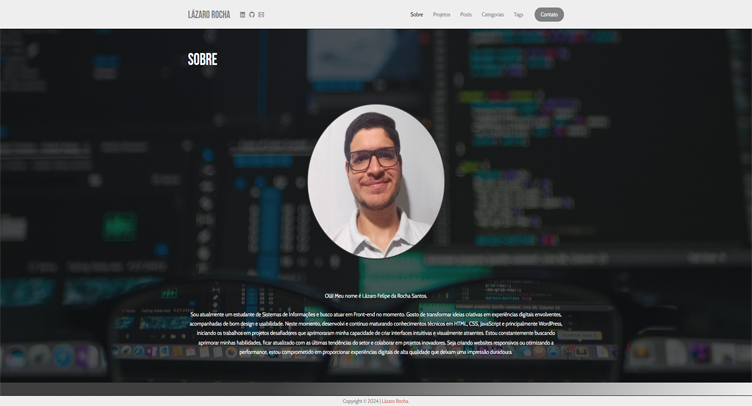 LÁZARO ROCHA
Sobre Projetos Posts Categorias Tags Contato
SOBRE
Olá! Meu nome é Lázaro Felipe da Rocha Santos.
Sou atualmente um estudante de Sistemas de Informações e busco atuar em Front-end no momento. Gosto de transformar ideias criativas em experiências digitais envolventes,
acompanhadas de bom design e usabilidade. Neste momento, desenvolvi e continuo maturando conhecimentos técnicos em HTML, CSS, JavaScript e principalmente WordPress,
iniciando os trabalhos em projetos desafiadores que aprimoraram minha capacidade de criar interfaces intuitivas e visualmente atraentes. Estou constantemente buscando
aprimorar minhas habilidades, ficar atualizado com as últimas tendências do setor e colaborar em projetos inovadores. Seja criando websites responsivos ou otimizando a
performance, estou comprometido em proporcionar experiências digitais de alta qualidade que deixam uma impressão duradoura.
Copyright © 2024 | Lázaro Rocha.